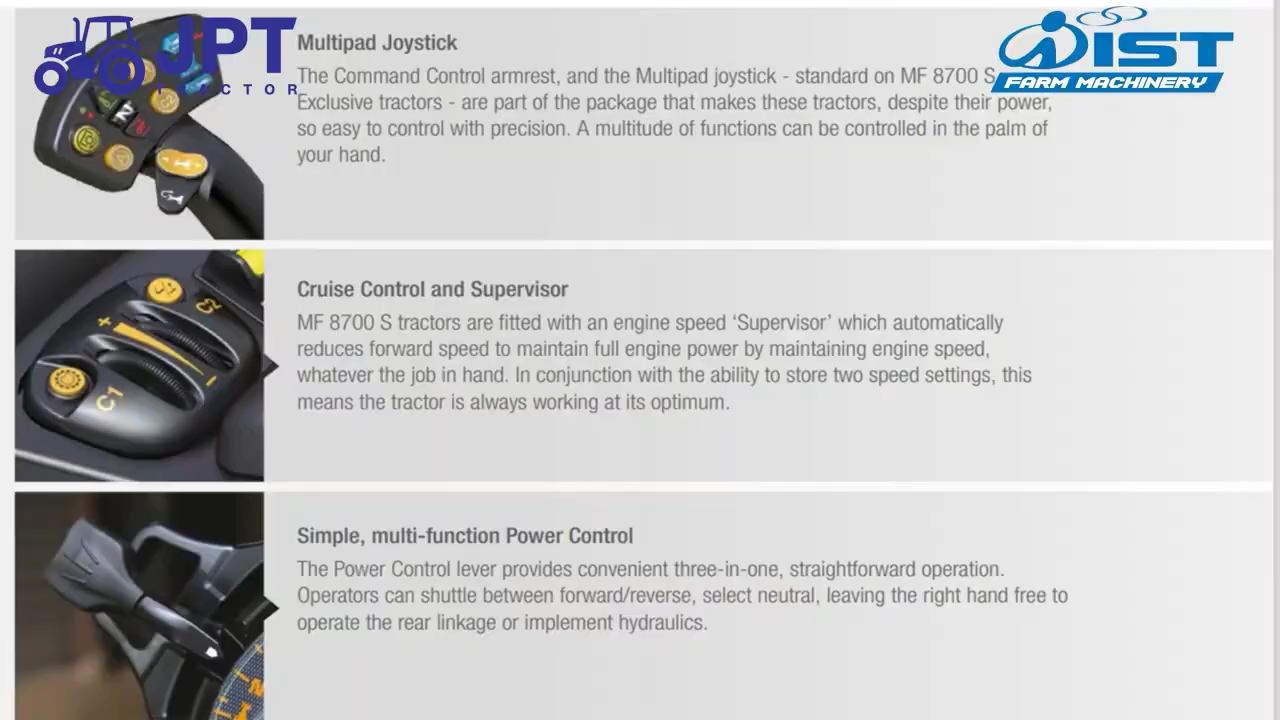 JPT
TRACTOR
DIST
FARM MACHINERY
Multipad Joystick
The Command Control armrest, and the Multipad joystick - standard on MF 8700 S
Exclusive tractors - are part of the package that makes these tractors, despite their power,
so easy to control with precision. A multitude of functions can be controlled in the palm of
your hand.
N
C2
C1
Cruise Control and Supervisor
MF 8700 S tractors are fitted with an engine speed ‘Supervisor’ which automatically
reduces forward speed to maintain full engine power by maintaining engine speed,
whatever the job in hand. In conjunction with the ability to store two speed settings, this
means the tractor is always working at its optimum.
Simple, multi-function Power Control
The Power Control lever provides convenient three-in-one, straightforward operation.
Operators can shuttle between forward/reverse, select neutral, leaving the right hand free to
operate the rear linkage or implement hydraulics.